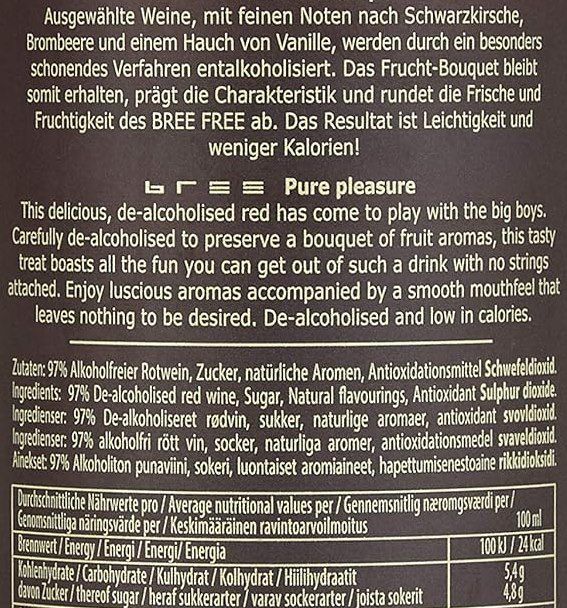 Ausgewählte Weine, mit feinen Noten nach Schwarzkirsche,
Brombeere und einem Hauch von Vanille, werden durch ein besonders
schonendes Verfahren entalkoholisiert. Das Frucht-Bouquet bleibt
somit erhalten, prägt die Charakteristik und rundet die Frische und
Fruchtigkeit des BREE FREE ab. Das Resultat ist Leichtigkeit und
weniger Kalorien!
bree Pure pleasure
This delicious, de-alcoholised red has come to play with the big boys.
Carefully de-alcoholised to preserve a bouquet of fruit aromas, this tasty
treat boasts all the fun you can get out of such a drink with no strings
attached. Enjoy luscious aromas accompanied by a smooth mouthfeel that
leaves nothing to be desired. De-alcoholised and low in calories.
Zutaten: 97% Alkoholfreier Rotwein, Zucker, natürliche Aromen, Antioxidationsmittel Schwefeldioxid.
Ingredients: 97% De-alcoholised red wine, Sugar, Natural flavourings, Antioxidant Sulphur dioxide.
Ingredienser: 97% De-alkoholiseret rødvin, sukker, naturlige aromaer, antioxidant svovldioxid.
Ingredienser: 97% alkoholfri rött vin, socker, naturliga aromer, antioxidationsmedel svaveldioxid.
Ainekset: 97% Alkoholiton punaviini, sokeri, luontaiset aromiaineet, hapettumisenestoaine rikkidioksidi.
Durchschnittliche Nährwerte pro / Average nutritional values per / Gennemsnitlig næromgsværdi per /
Genomsnittliga näringsvärde per / Keskimääräinen ravintoarvoilmoitus 100 ml
Brennwert / Energy / Energi / Energi / Energia 100 kJ / 24 kcal
Kohlenhydrate / Carbohydrate / Kulhydrat / Kolhydrat / Hiilihydraatit 5,4 g
davon Zucker / thereof sugar / heraf sukkerarter / varav sockerarter / joista sokerit 4,8 g